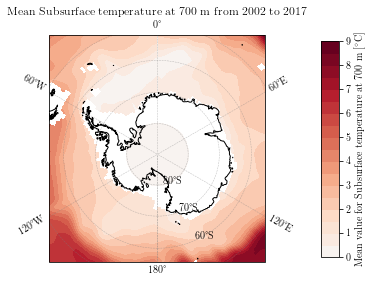 Mean Subsurface temperature at 700 m from 2002 to 2017
0°
60°W
60°E
80°S
70°S
60°S
120°W
120°E
180°
9
8
7
6
5
4
3
2
1
0
Mean value for Subsurface temperature at 700 m [°C]